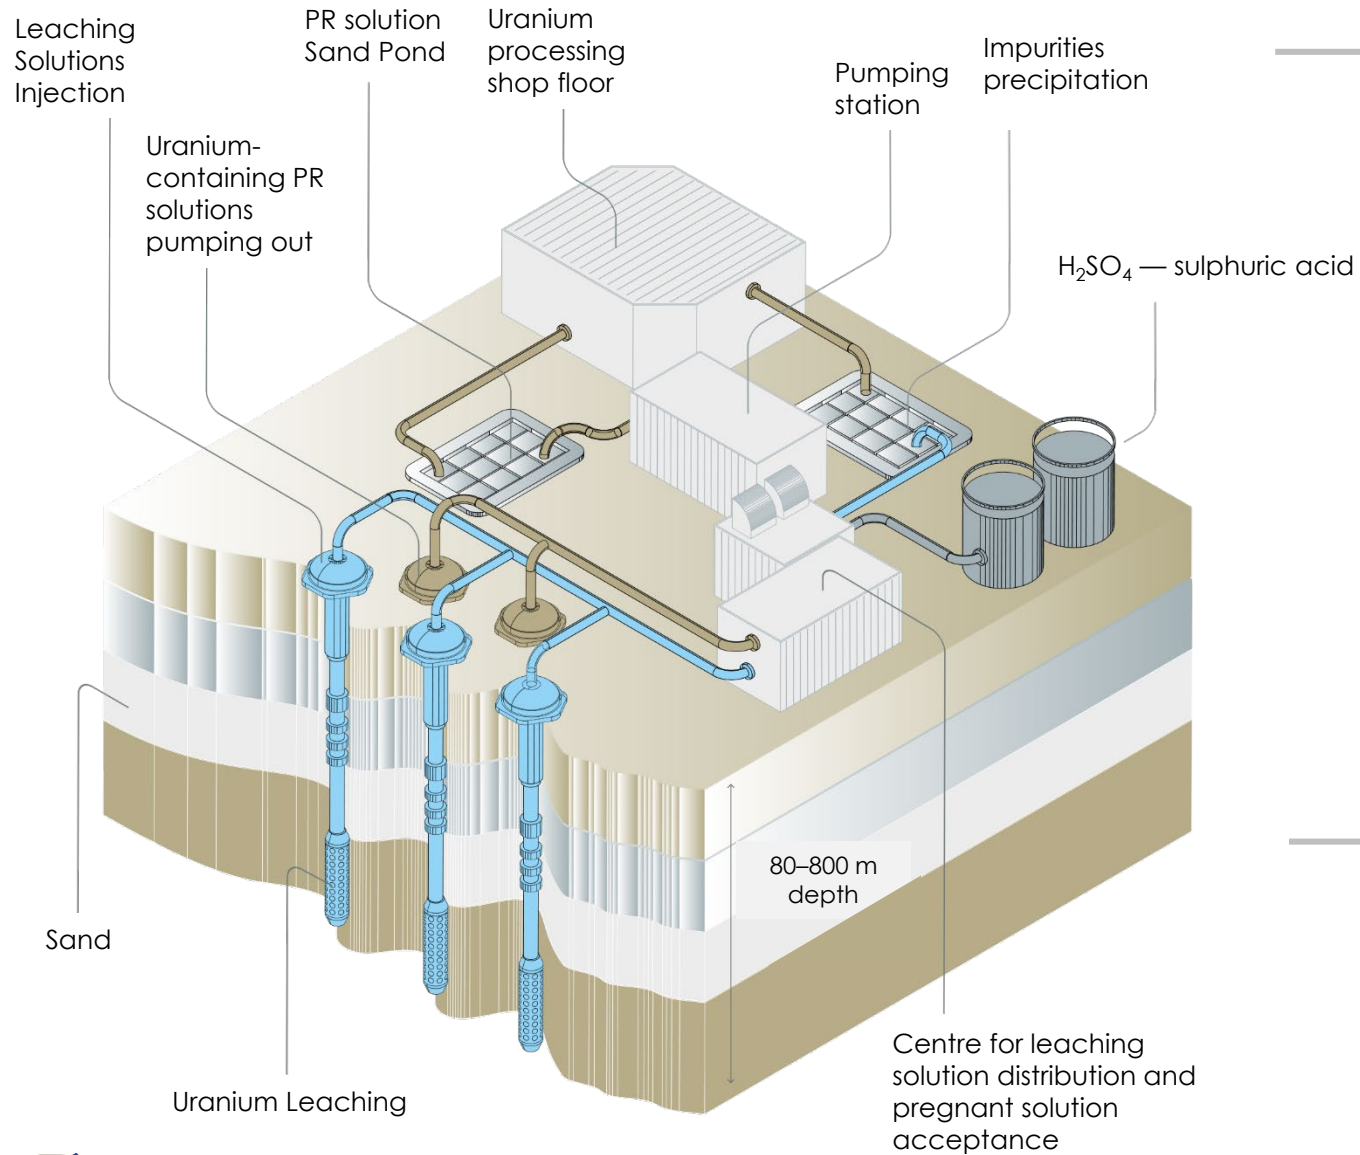 Leaching
Solutions
Injection
PR solution
Sand Pond
Uranium
processing
shop floor
Pumping
station
Impurities
precipitation
Uranium-
containing PR
solutions
pumping out
H₂SO₄ — sulphuric acid
80–800 m
depth
Sand
Uranium Leaching
Centre for leaching
solution distribution and
pregnant solution
acceptance